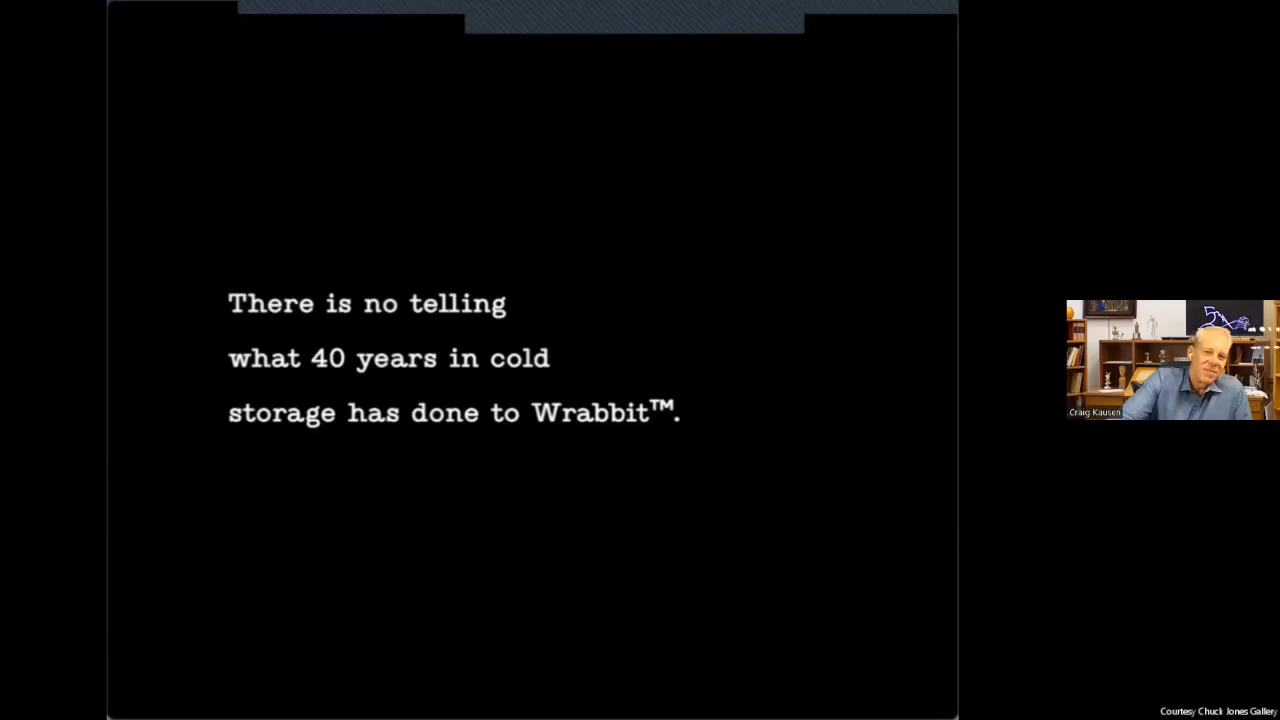 There is no telling
what 40 years in cold
storage has done to Wrabbit™.
Craig Kausen
Courtesy Chuck Jones Gallery